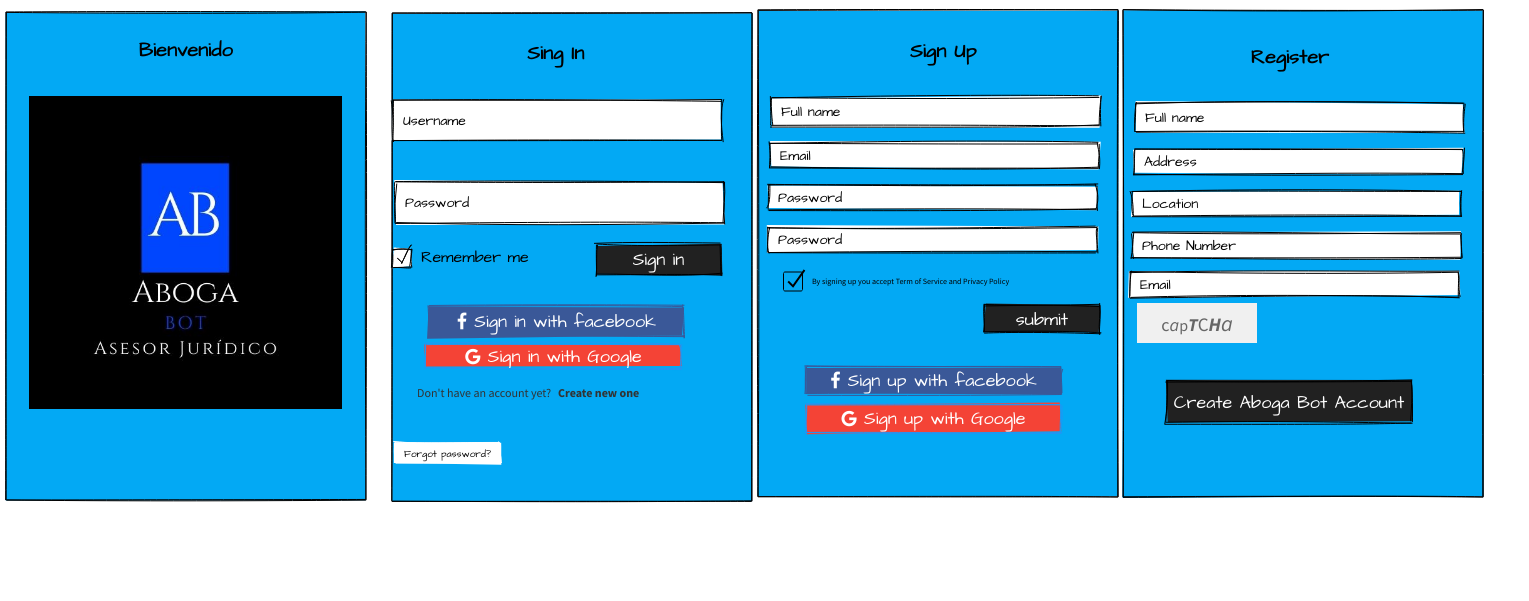 Bienvenido
AB
ABOGA
BOT
ASESOR JURÍDICO
Sing In
Username
Password
Remember me
Sign in
Sign in with facebook
G Sign in with Google
Don't have an account yet? Create new one
Forgot password?
Sign Up
Full name
Email
Password
Password
By signing up you accept Term of Service and Privacy Policy
submit
Sign up with facebook
G Sign up with Google
Register
Full name
Address
Location
Phone Number
Email
capTCHa
Create Aboga Bot Account